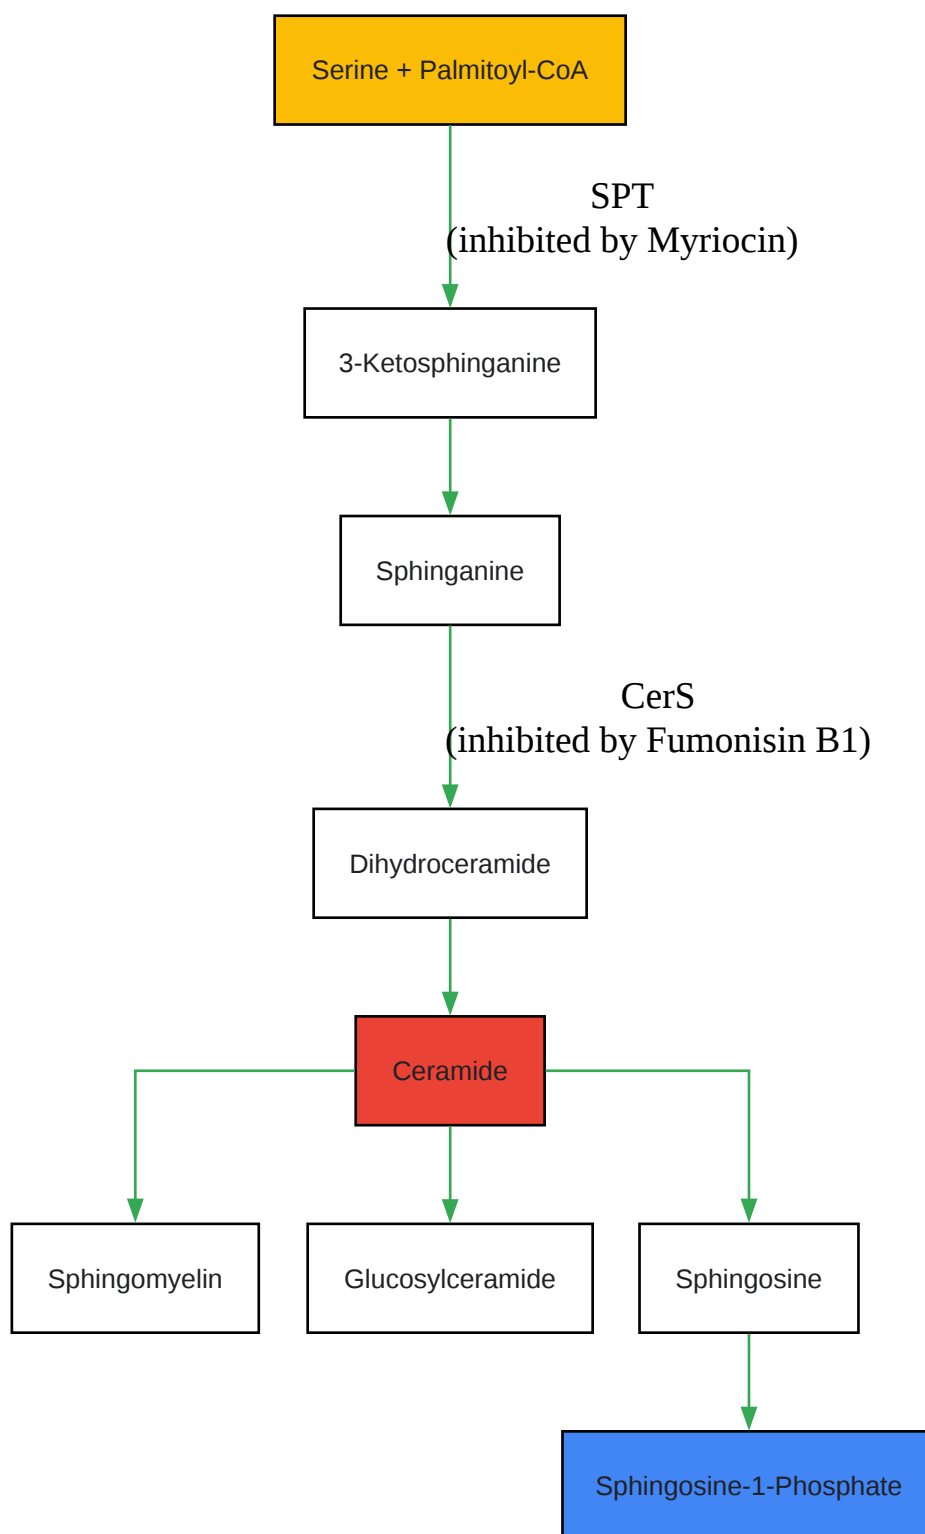 Serine + Palmitoyl-CoA
SPT
(inhibited by Myriocin)
3-Ketosphinganine
Sphinganine
CerS
(inhibited by Fumonisin B1)
Dihydroceramide
Ceramide
Sphingomyelin
Glucosylceramide
Sphingosine
Sphingosine-1-Phosphate